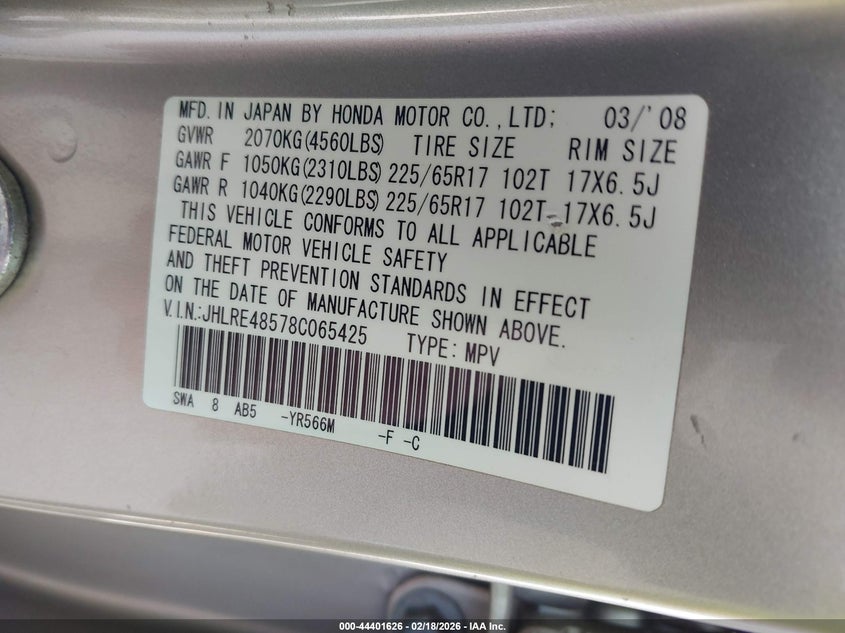 MFD. IN JAPAN BY HONDA MOTOR CO., LTD; 03/'08
GVWR 2070KG(4560LBS) TIRE SIZE RIM SIZE
GAWR F 1050KG(2310LBS) 225/65R17 102T 17X6.5J
GAWR R 1040KG(2290LBS) 225/65R17 102T 17X6.5J
THIS VEHICLE CONFORMS TO ALL APPLICABLE
FEDERAL MOTOR VEHICLE SAFETY
AND THEFT PREVENTION STANDARDS IN EFFECT
ON THE DATE OF MANUFACTURE SHOWN ABOVE.
V.I.N.:JHLRE48578C065425 TYPE: MPV
SWA 8 AB5 -YR566M -F -C
000-44401626 - 02/18/2026 - IAA Inc.